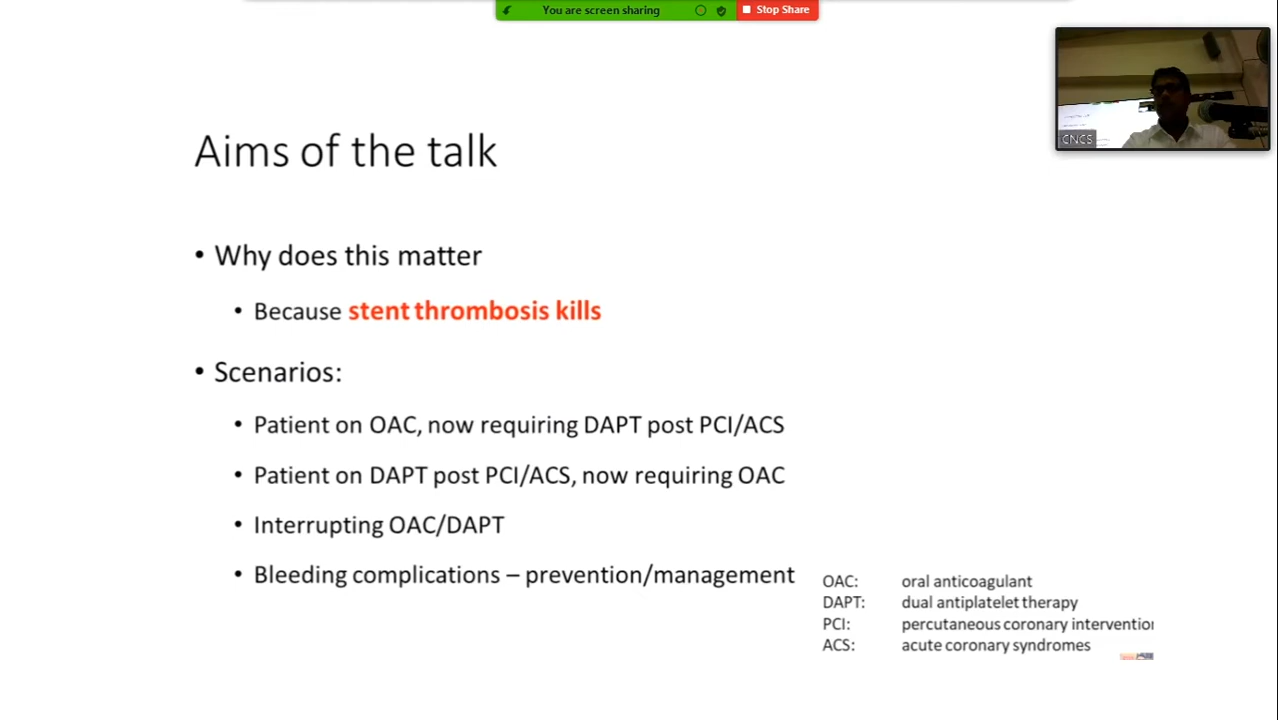 You are screen sharing
Stop Share
CNCS
Aims of the talk
• Why does this matter
• Because stent thrombosis kills
• Scenarios:
• Patient on OAC, now requiring DAPT post PCI/ACS
• Patient on DAPT post PCI/ACS, now requiring OAC
• Interrupting OAC/DAPT
• Bleeding complications – prevention/management
OAC: oral anticoagulant
DAPT: dual antiplatelet therapy
PCI: percutaneous coronary intervention
ACS: acute coronary syndromes